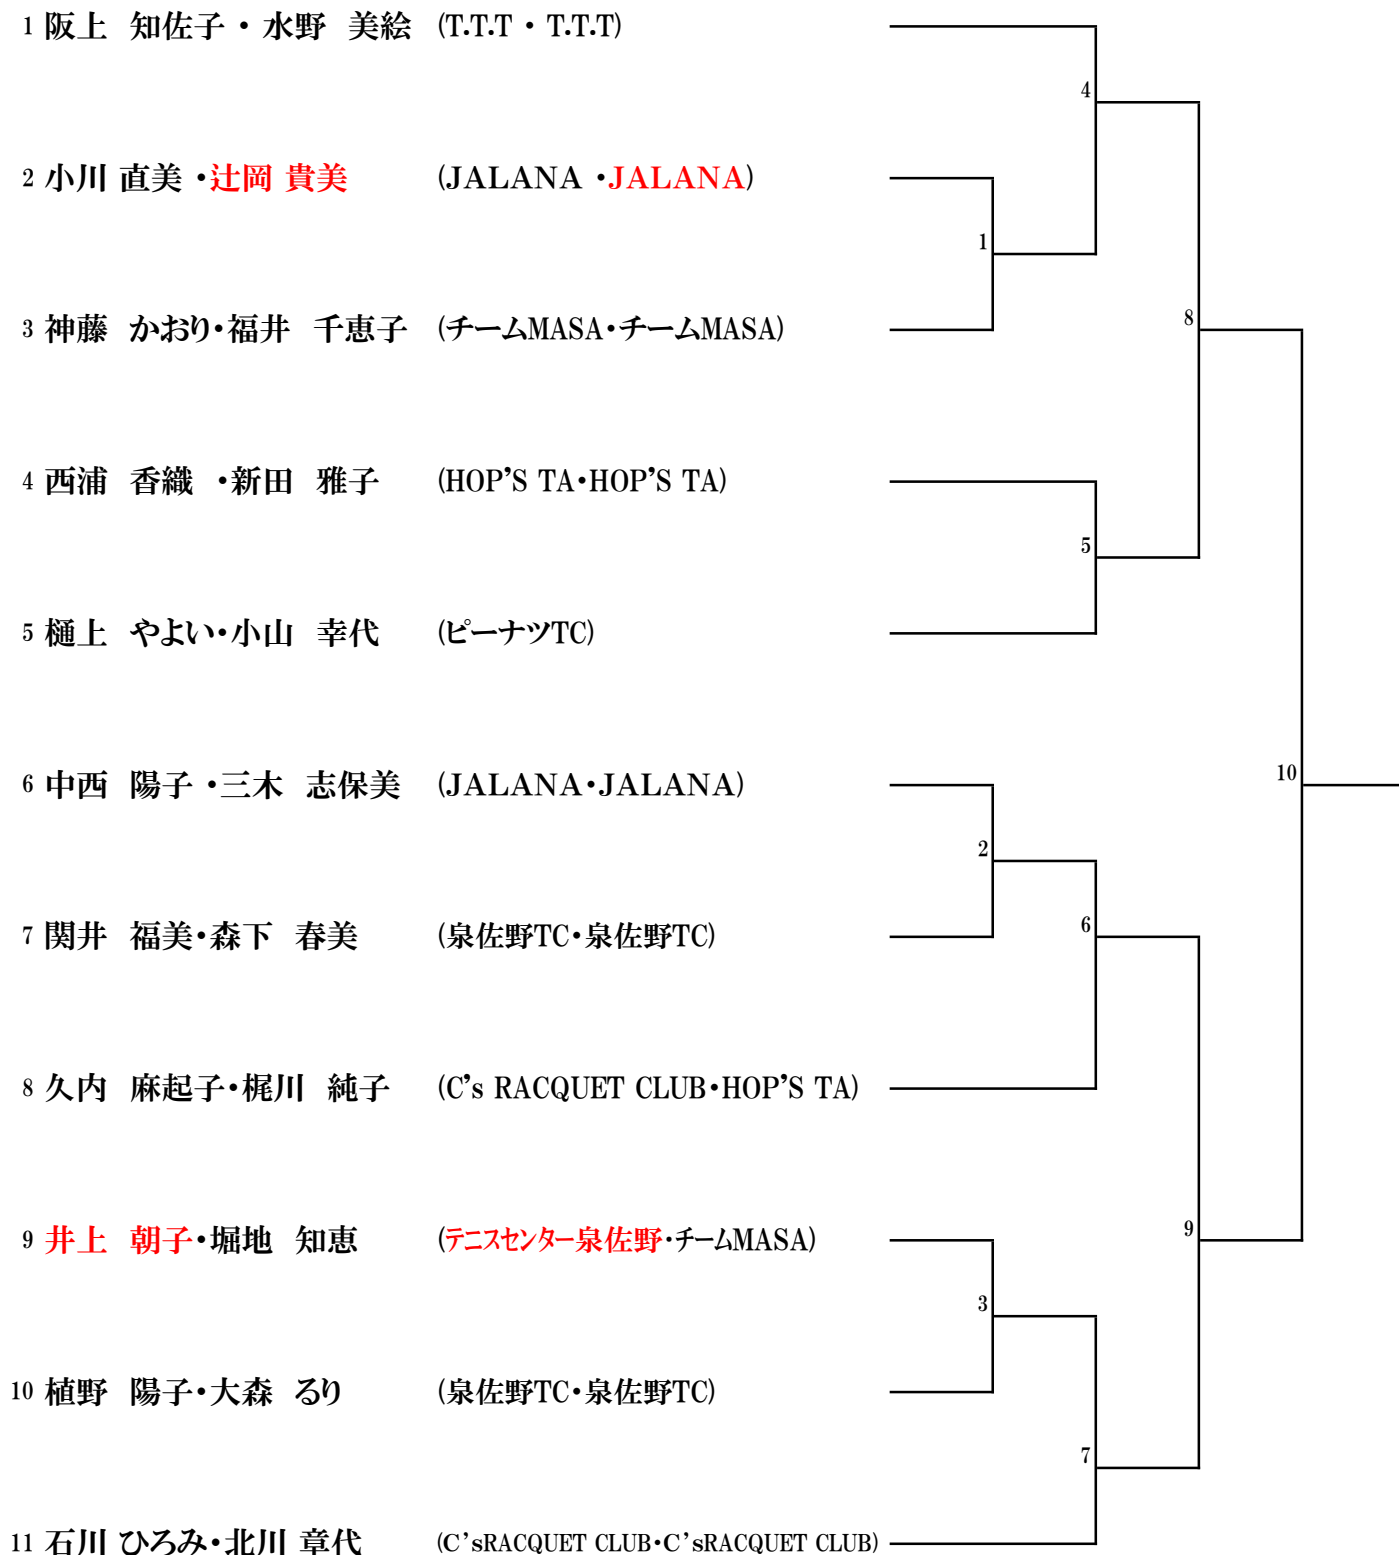 1 阪上 知佐子 ・ 水野 美絵 (T.T.T ・ T.T.T)
4
2 小川 直美 ・辻岡 貴美 (JALANA ・JALANA)
1
3 神藤 かおり・福井 千恵子 (チームMASA・チームMASA)
8
4 西浦 香織 ・新田 雅子 (HOP'S TA・HOP'S TA)
5
5 樋上 やよい・小山 幸代 (ピーナツTC)
6 中西 陽子 ・三木 志保美 (JALANA・JALANA)
10
2
7 関井 福美・森下 春美 (泉佐野TC・泉佐野TC)
6
8 久内 麻起子・梶川 純子 (C's RACQUET CLUB・HOP'S TA)
9 井上 朝子・堀地 知恵 (テニスセンター泉佐野・チームMASA)
9
3
10 植野 陽子・大森 るり (泉佐野TC・泉佐野TC)
7
11 石川 ひろみ・北川 章代 (C'sRACQUET CLUB・C'sRACQUET CLUB)